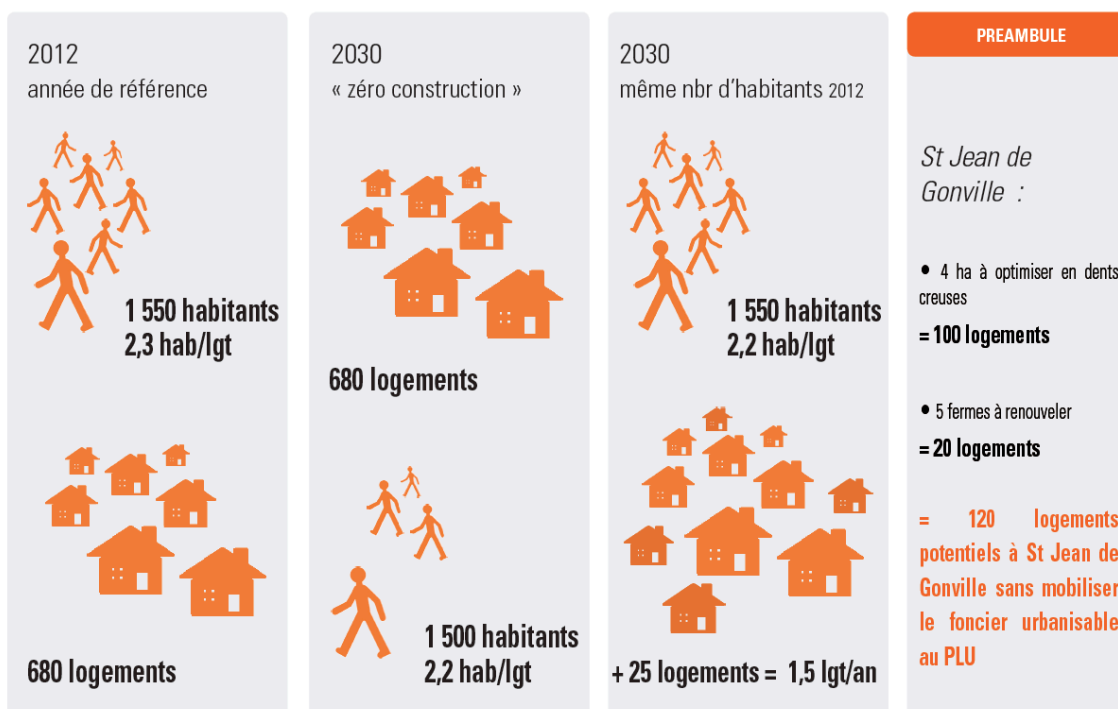 2012
année de référence
1 550 habitants
2,3 hab/lgt
680 logements
2030
« zéro construction »
680 logements
1 500 habitants
2,2 hab/lgt
2030
même nbr d'habitants 2012
1 550 habitants
2,2 hab/lgt
+ 25 logements = 1,5 lgt/an
PREAMBULE
St Jean de
Gonville :
• 4 ha à optimiser en dents
creuses
= 100 logements
• 5 fermes à renouveler
= 20 logements
= 120 logements
potentiels à St Jean de
Gonville sans mobiliser
le foncier urbanisable
au PLU